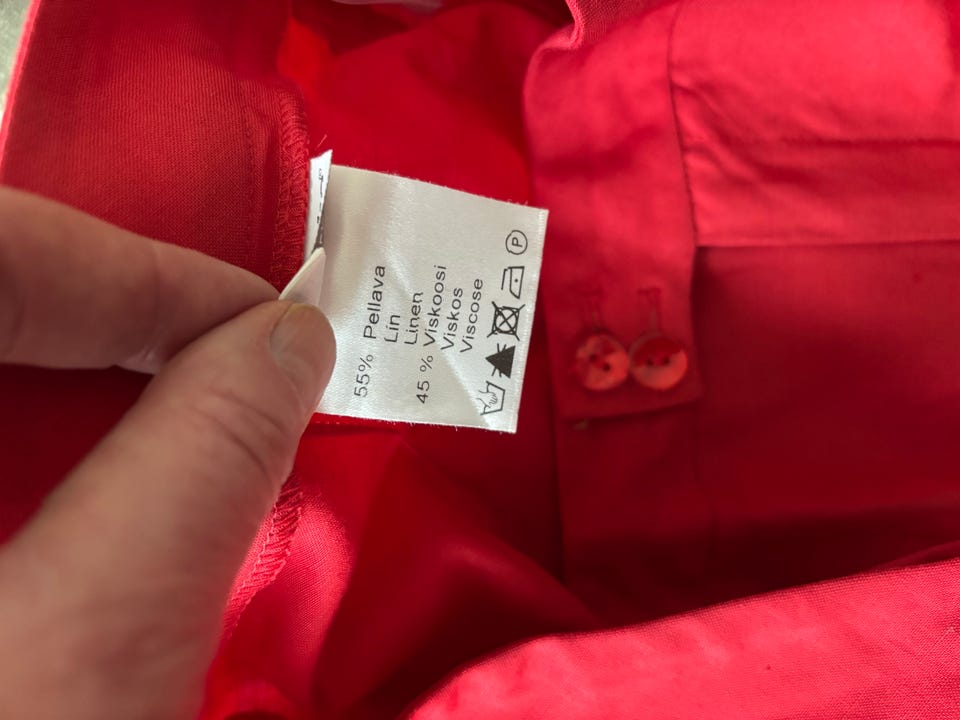 55% Pellava
Lin
Linen
45 % Viskoosi
Viskos
Viscose
P